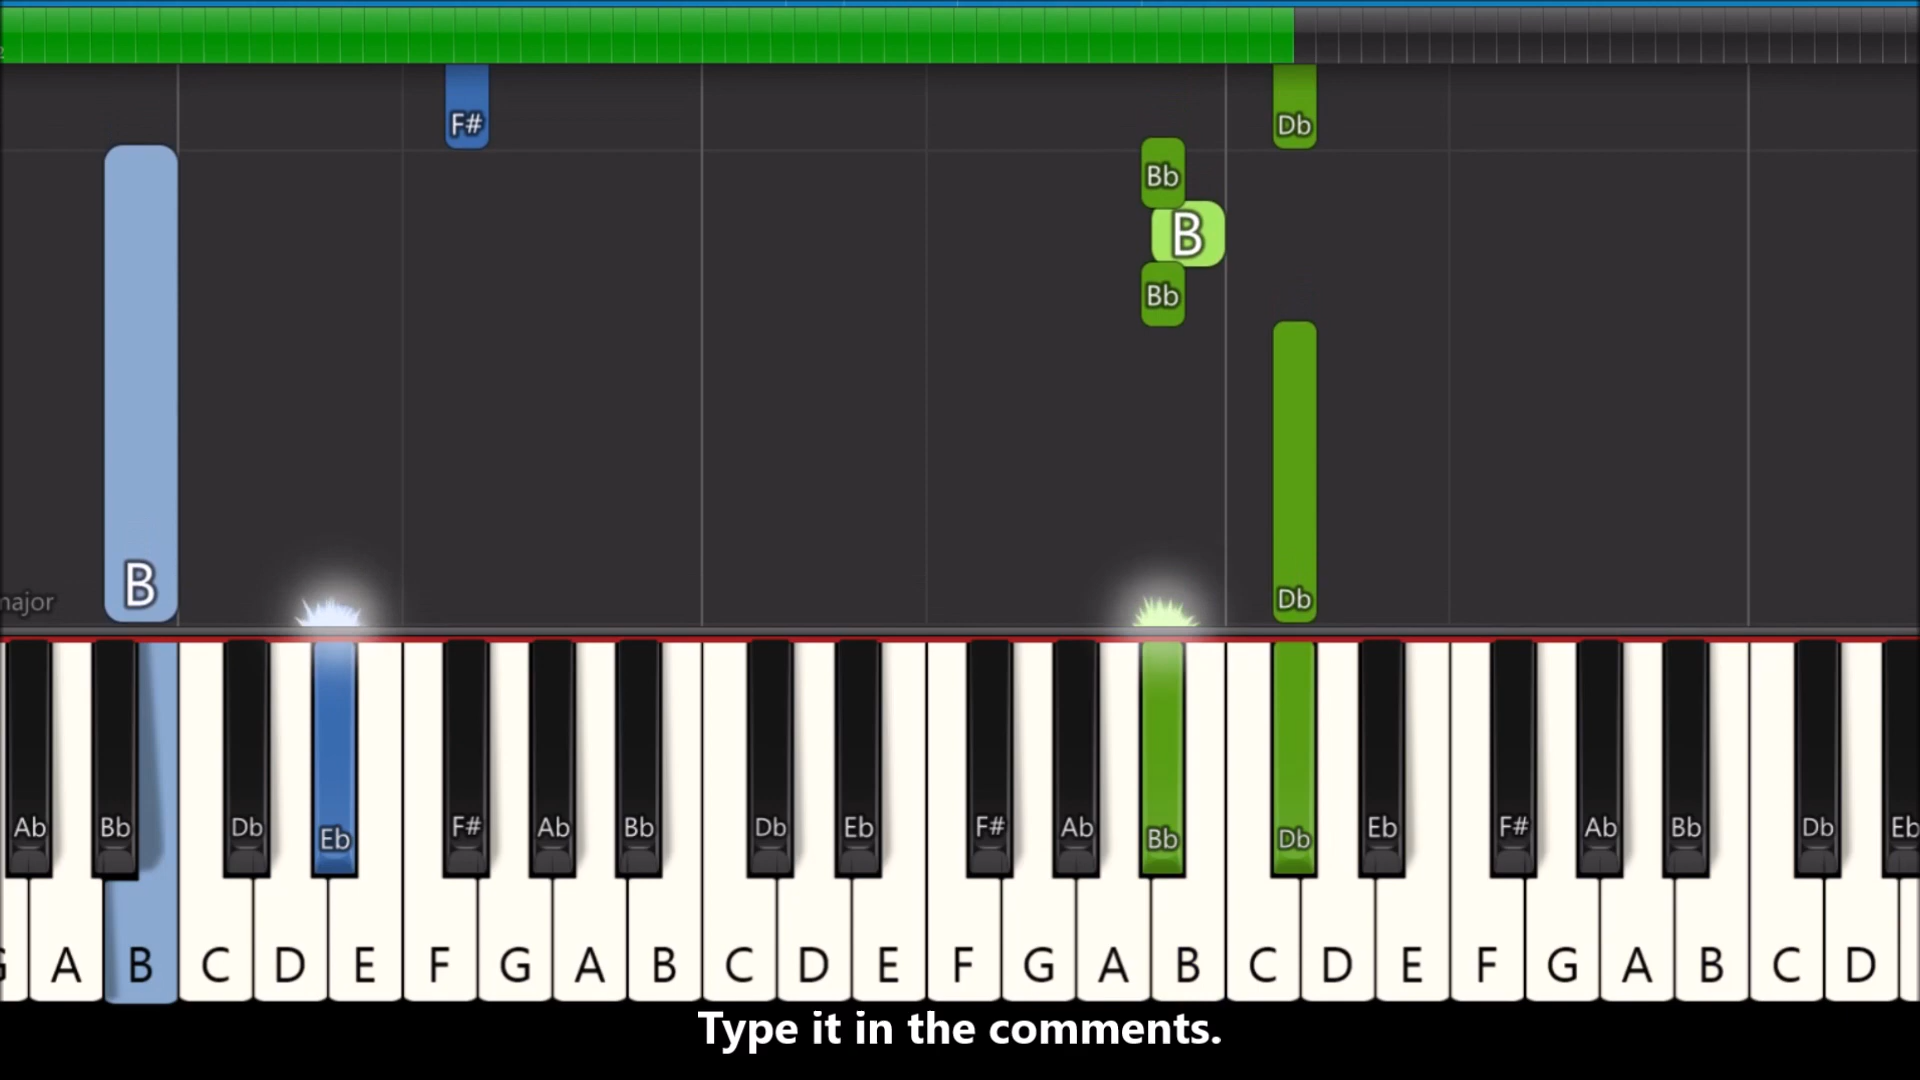 F# Db
Bb
B
Bb
B Db
major
Ab Bb Db Eb F# Ab Bb Db Eb F# Ab Bb Db Eb F# Ab Bb Db Eb
A B C D E F G A B C D E F G A B C D E F G A B C D
Type it in the comments.